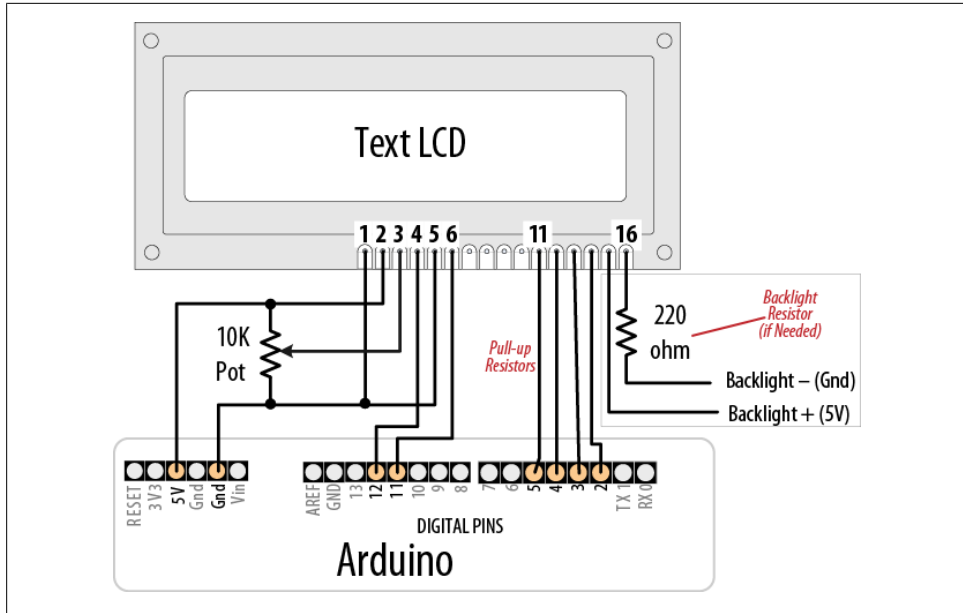 Text LCD
1 2 3 4 5 6 11 16
10K
Pot
Pull-up
Resistors
220
ohm
Backlight
Resistor
(if Needed)
Backlight – (Gnd)
Backlight + (5V)
RESET
3V3
5V
Gnd
Gnd
Vin
AREF
GND
13
12
11
10
9
8
7
6
5
4
3
2
TX 1
RX 0
DIGITAL PINS
Arduino